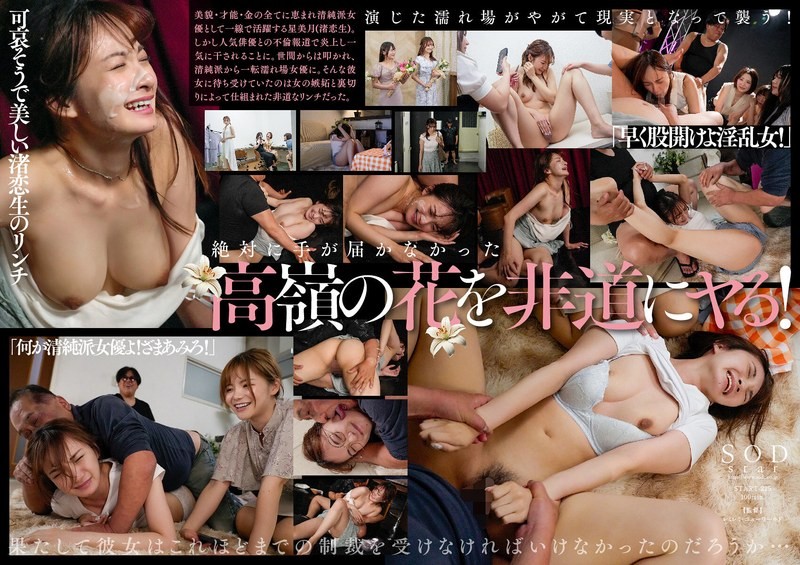 可哀そうで美しい渚恋生のリンチ
美貌・才能・金の全てに恵まれ清純派女
優として一線で活躍する星美月(渚恋生)。
しかし人気俳優との不倫報道で炎上し一
気に干されることに。世間からは叩かれ、
清純派から一転濡れ場女優に。そんな彼
女に待ち受けていたのは女の嫉妬と裏切
りによって仕組まれた非道なリンチだった。
演じた濡れ場がやがて現実となって襲う!
「早く股開けよ淫乱女!」
絶対に手が届かなかった
高嶺の花を非道にヤる!
「何が清純派女優よ!ざまあみろ!」
SOD
star
【監督】
果たして彼女はこれほどまでの制裁を受けなければいけなかったのだろうか…